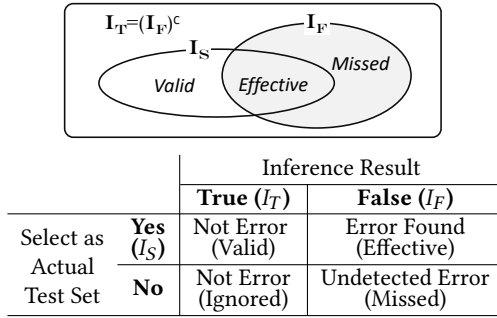 I_T=(I_F)^c
I_F
I_S
Missed
Valid
Effective
Inference Result
True (I_T) False (I_F)
Select as Actual Test Set
Yes (I_S)
Not Error (Valid)
Error Found (Effective)
No
Not Error (Ignored)
Undetected Error (Missed)